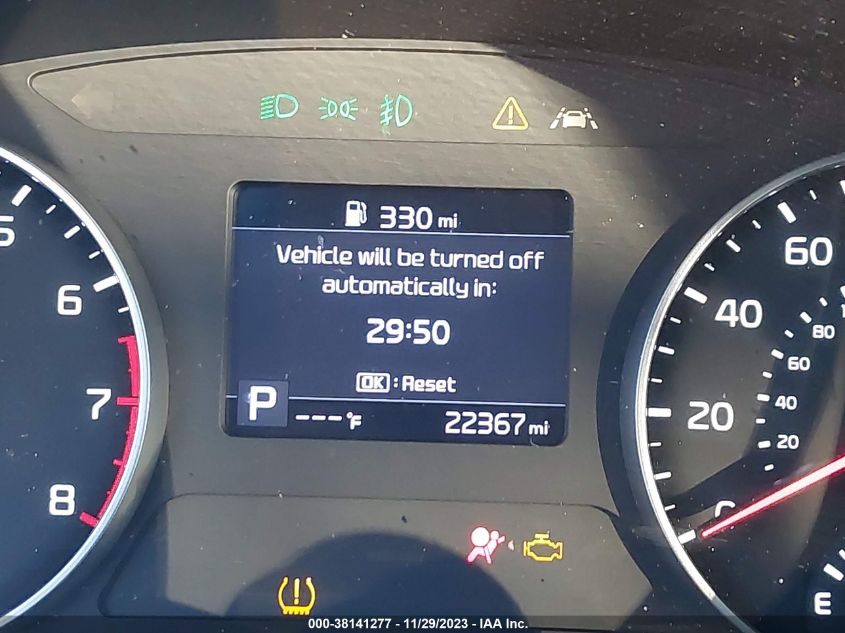 330 mi
Vehicle will be turned off
automatically in:
29:50
OK : Reset
P
---°F
22367 mi
5
6
7
8
60
40
20
80
60
40
20
E
000-38141277 - 11/29/2023 - IAA Inc.